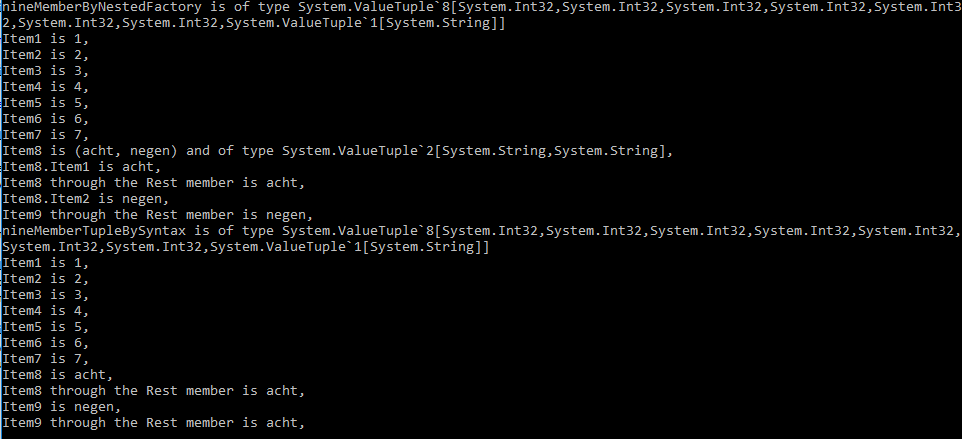 nineMemberByNestedFactory is of type System.ValueTuple`8[System.Int32,System.Int32,System.Int32,System.Int32,System.Int3
2,System.Int32,System.Int32,System.ValueTuple`1[System.String]]
Item1 is 1,
Item2 is 2,
Item3 is 3,
Item4 is 4,
Item5 is 5,
Item6 is 6,
Item7 is 7,
Item8 is (acht, negen) and of type System.ValueTuple`2[System.String,System.String],
Item8.Item1 is acht,
Item8 through the Rest member is acht,
Item8.Item2 is negen,
Item9 through the Rest member is negen,
nineMemberTupleBySyntax is of type System.ValueTuple`8[System.Int32,System.Int32,System.Int32,System.Int32,System.Int32,
System.Int32,System.Int32,System.ValueTuple`1[System.String]]
Item1 is 1,
Item2 is 2,
Item3 is 3,
Item4 is 4,
Item5 is 5,
Item6 is 6,
Item7 is 7,
Item8 is acht,
Item8 through the Rest member is acht,
Item9 is negen,
Item9 through the Rest member is acht,